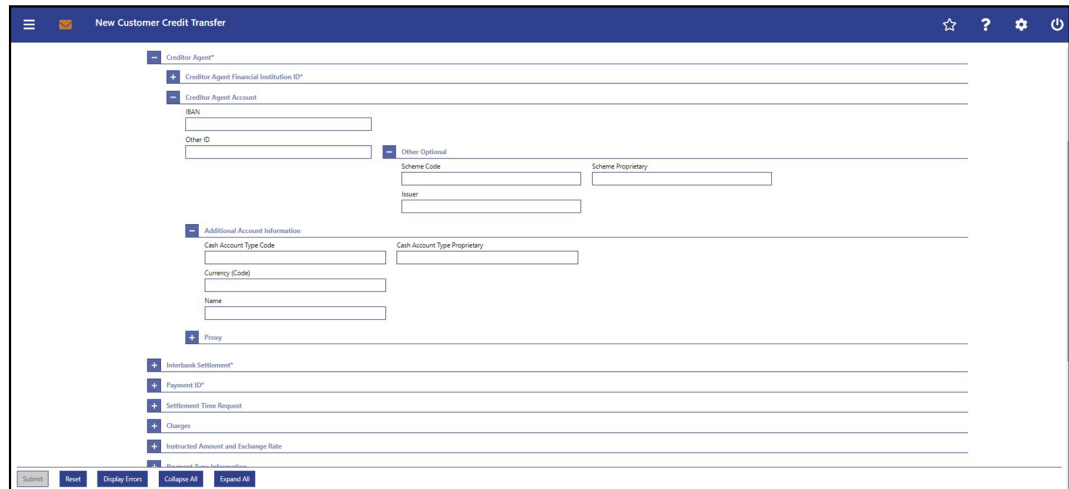 New Customer Credit Transfer
?
Creditor Agent*
Creditor Agent Financial Institution ID*
Creditor Agent Account
IBAN
Other ID
Other Optional
Scheme Code Scheme Proprietary
Issuer
Additional Account Information
Cash Account Type Code Cash Account Type Proprietary
Currency (Code)
Name
Proxy
Interbank Settlement*
Payment ID*
Settlement Time Request
Charges
Instructed Amount and Exchange Rate
Payment Type Information
Submit Reset Display Errors Collapse All Expand All